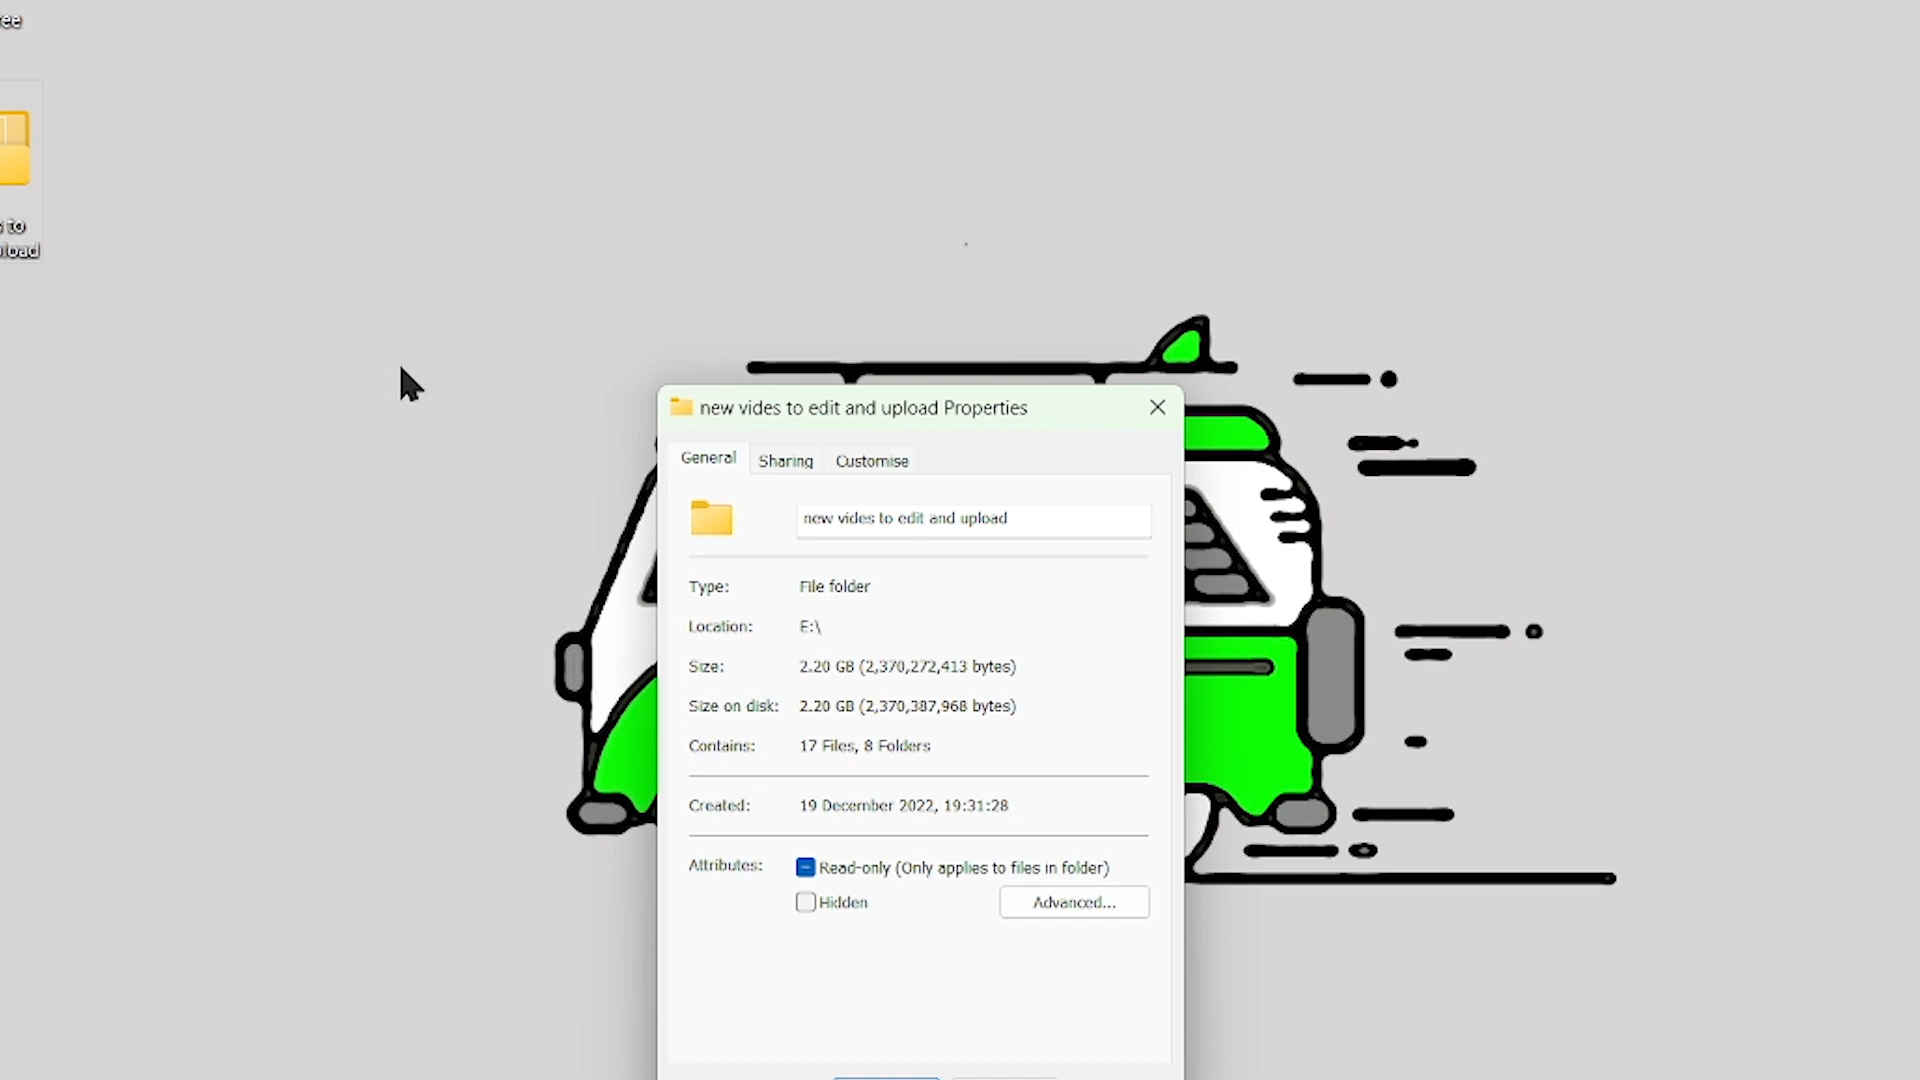 ee
to
load
new vides to edit and upload Properties
General Sharing Customise
new vides to edit and upload
Type: File folder
Location: E:\
Size: 2.20 GB (2,370,272,413 bytes)
Size on disk: 2.20 GB (2,370,387,968 bytes)
Contains: 17 Files, 8 Folders
Created: 19 December 2022, 19:31:28
Attributes: Read-only (Only applies to files in folder)
Hidden Advanced...